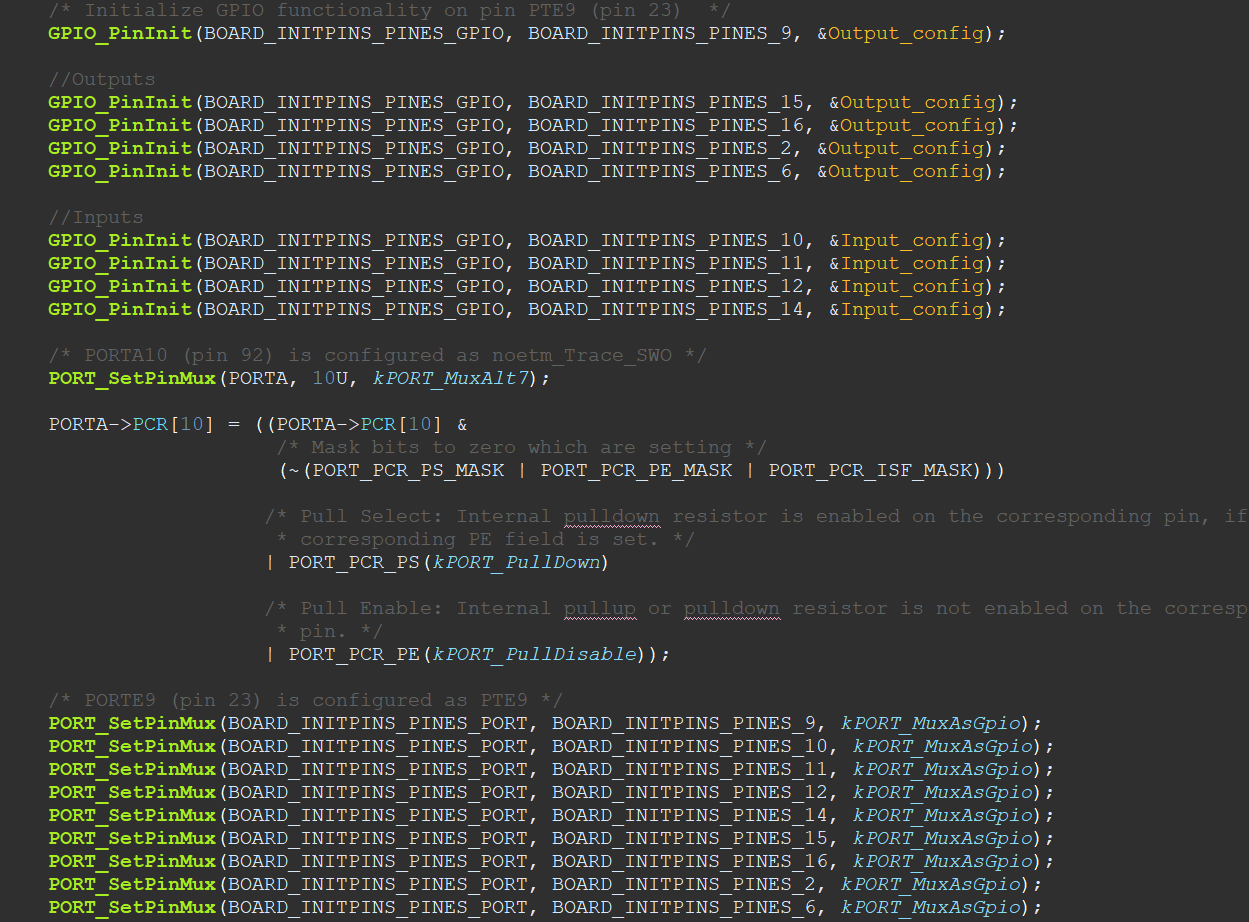 /* Initialize GPIO functionality on pin PTE9 (pin 23)  */
GPIO_PinInit(BOARD_INITPINS_PINES_GPIO, BOARD_INITPINS_PINES_9, &Output_config);
//Outputs
GPIO_PinInit(BOARD_INITPINS_PINES_GPIO, BOARD_INITPINS_PINES_15, &Output_config);
GPIO_PinInit(BOARD_INITPINS_PINES_GPIO, BOARD_INITPINS_PINES_16, &Output_config);
GPIO_PinInit(BOARD_INITPINS_PINES_GPIO, BOARD_INITPINS_PINES_2, &Output_config);
GPIO_PinInit(BOARD_INITPINS_PINES_GPIO, BOARD_INITPINS_PINES_6, &Output_config);
//Inputs
GPIO_PinInit(BOARD_INITPINS_PINES_GPIO, BOARD_INITPINS_PINES_10, &Input_config);
GPIO_PinInit(BOARD_INITPINS_PINES_GPIO, BOARD_INITPINS_PINES_11, &Input_config);
GPIO_PinInit(BOARD_INITPINS_PINES_GPIO, BOARD_INITPINS_PINES_12, &Input_config);
GPIO_PinInit(BOARD_INITPINS_PINES_GPIO, BOARD_INITPINS_PINES_14, &Input_config);
/* PORTA10 (pin 92) is configured as noetm_Trace_SWO */
PORT_SetPinMux(PORTA, 10U, kPORT_MuxAlt7);
PORTA->PCR[10] = ((PORTA->PCR[10] &
/* Mask bits to zero which are setting */
(~(PORT_PCR_PS_MASK | PORT_PCR_PE_MASK | PORT_PCR_ISF_MASK)))
/* Pull Select: Internal pulldown resistor is enabled on the corresponding pin, if
* corresponding PE field is set. */
| PORT_PCR_PS(kPORT_PullDown)
/* Pull Enable: Internal pullup or pulldown resistor is not enabled on the corresp
* pin. */
| PORT_PCR_PE(kPORT_PullDisable));
/* PORTE9 (pin 23) is configured as PTE9 */
PORT_SetPinMux(BOARD_INITPINS_PINES_PORT, BOARD_INITPINS_PINES_9, kPORT_MuxAsGpio);
PORT_SetPinMux(BOARD_INITPINS_PINES_PORT, BOARD_INITPINS_PINES_10, kPORT_MuxAsGpio);
PORT_SetPinMux(BOARD_INITPINS_PINES_PORT, BOARD_INITPINS_PINES_11, kPORT_MuxAsGpio);
PORT_SetPinMux(BOARD_INITPINS_PINES_PORT, BOARD_INITPINS_PINES_12, kPORT_MuxAsGpio);
PORT_SetPinMux(BOARD_INITPINS_PINES_PORT, BOARD_INITPINS_PINES_14, kPORT_MuxAsGpio);
PORT_SetPinMux(BOARD_INITPINS_PINES_PORT, BOARD_INITPINS_PINES_15, kPORT_MuxAsGpio);
PORT_SetPinMux(BOARD_INITPINS_PINES_PORT, BOARD_INITPINS_PINES_16, kPORT_MuxAsGpio);
PORT_SetPinMux(BOARD_INITPINS_PINES_PORT, BOARD_INITPINS_PINES_2, kPORT_MuxAsGpio);
PORT_SetPinMux(BOARD_INITPINS_PINES_PORT, BOARD_INITPINS_PINES_6, kPORT_MuxAsGpio);